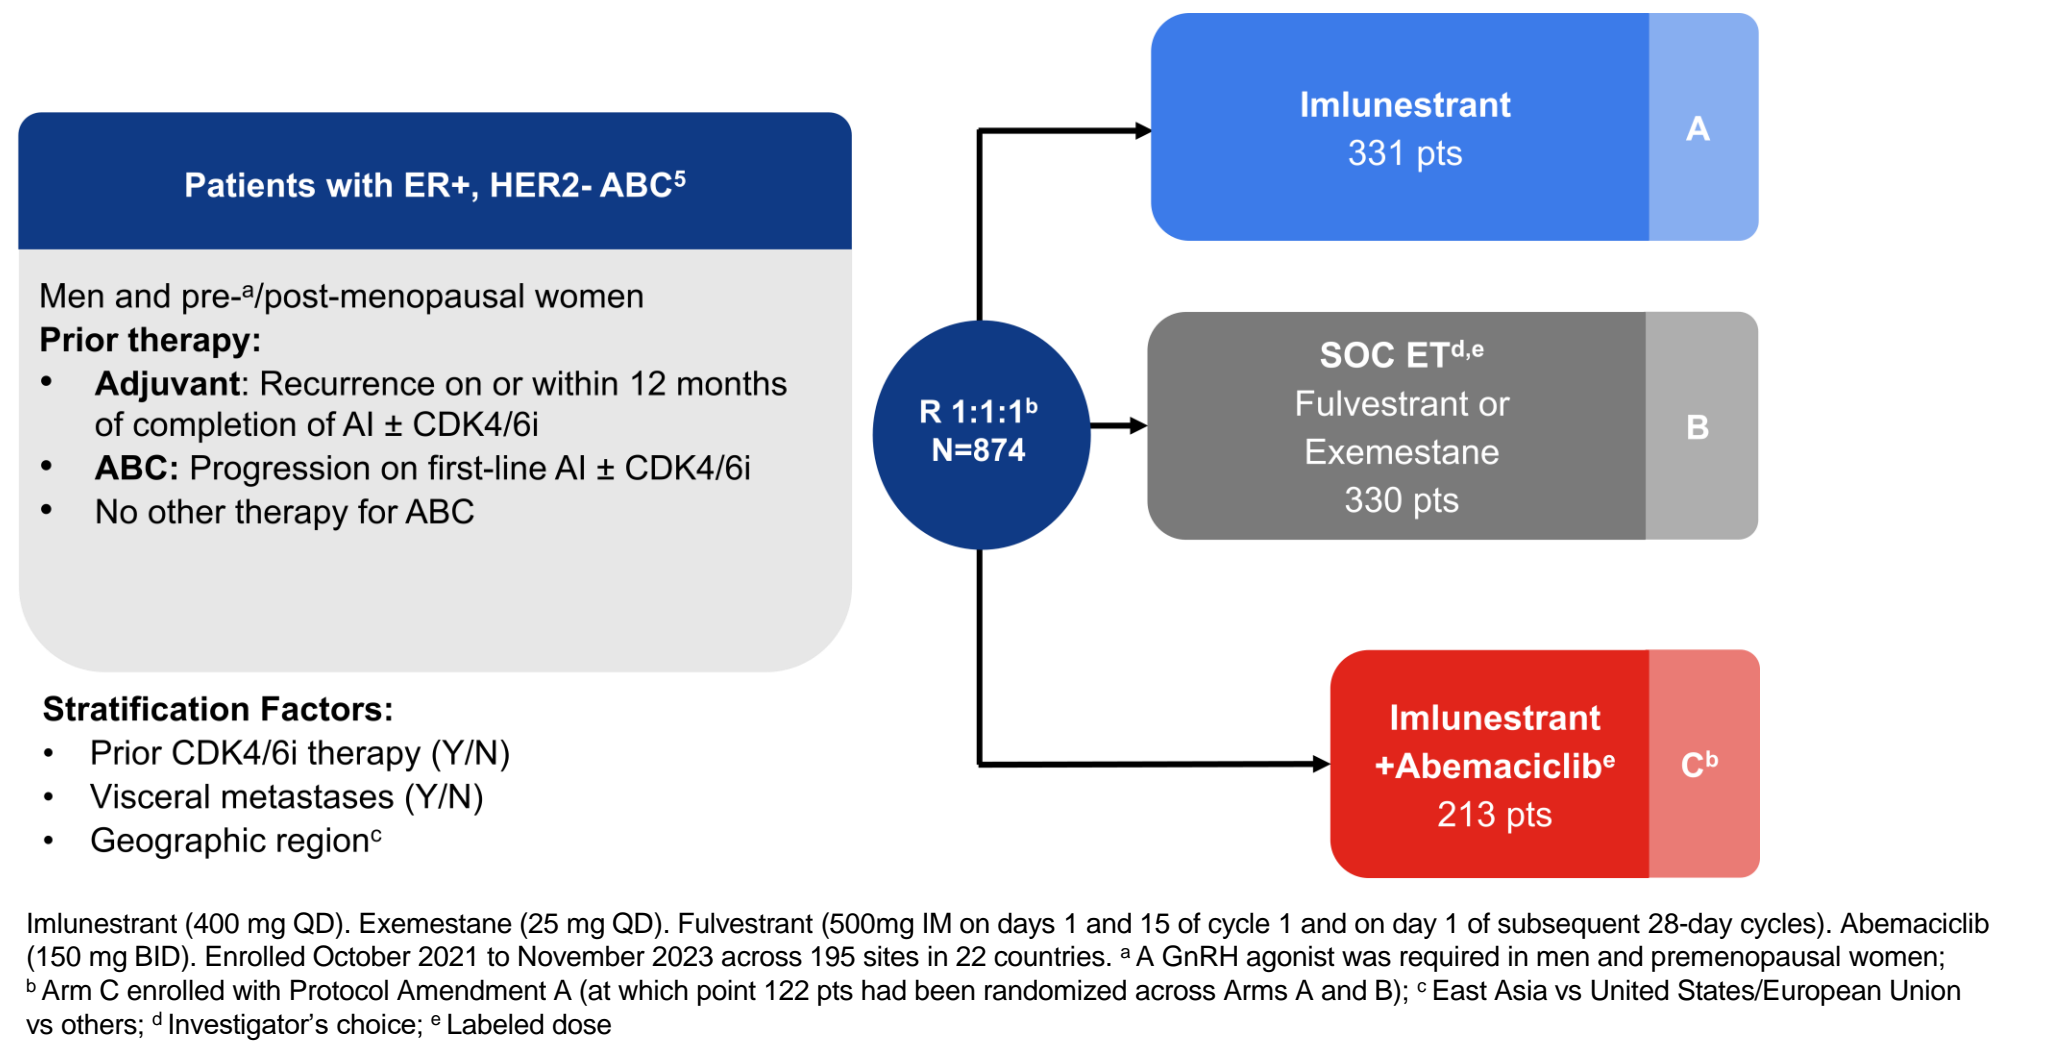 Patients with ER+, HER2- ABC⁵
Men and pre-ᵃ/post-menopausal women
Prior therapy:
• Adjuvant: Recurrence on or within 12 months
of completion of AI ± CDK4/6i
• ABC: Progression on first-line AI ± CDK4/6i
• No other therapy for ABC
Stratification Factors:
• Prior CDK4/6i therapy (Y/N)
• Visceral metastases (Y/N)
• Geographic regionᶜ
R 1:1:1ᵇ
N=874
Imlunestrant
331 pts
A
SOC ETᵈ,ᵉ
Fulvestrant or
Exemestane
330 pts
B
Imlunestrant
+Abemaciclibᵉ
213 pts
Cᵇ
Imlunestrant (400 mg QD). Exemestane (25 mg QD). Fulvestrant (500mg IM on days 1 and 15 of cycle 1 and on day 1 of subsequent 28-day cycles). Abemaciclib
(150 mg BID). Enrolled October 2021 to November 2023 across 195 sites in 22 countries. ᵃ A GnRH agonist was required in men and premenopausal women;
ᵇ Arm C enrolled with Protocol Amendment A (at which point 122 pts had been randomized across Arms A and B); ᶜ East Asia vs United States/European Union
vs others; ᵈ Investigator's choice; ᵉ Labeled dose